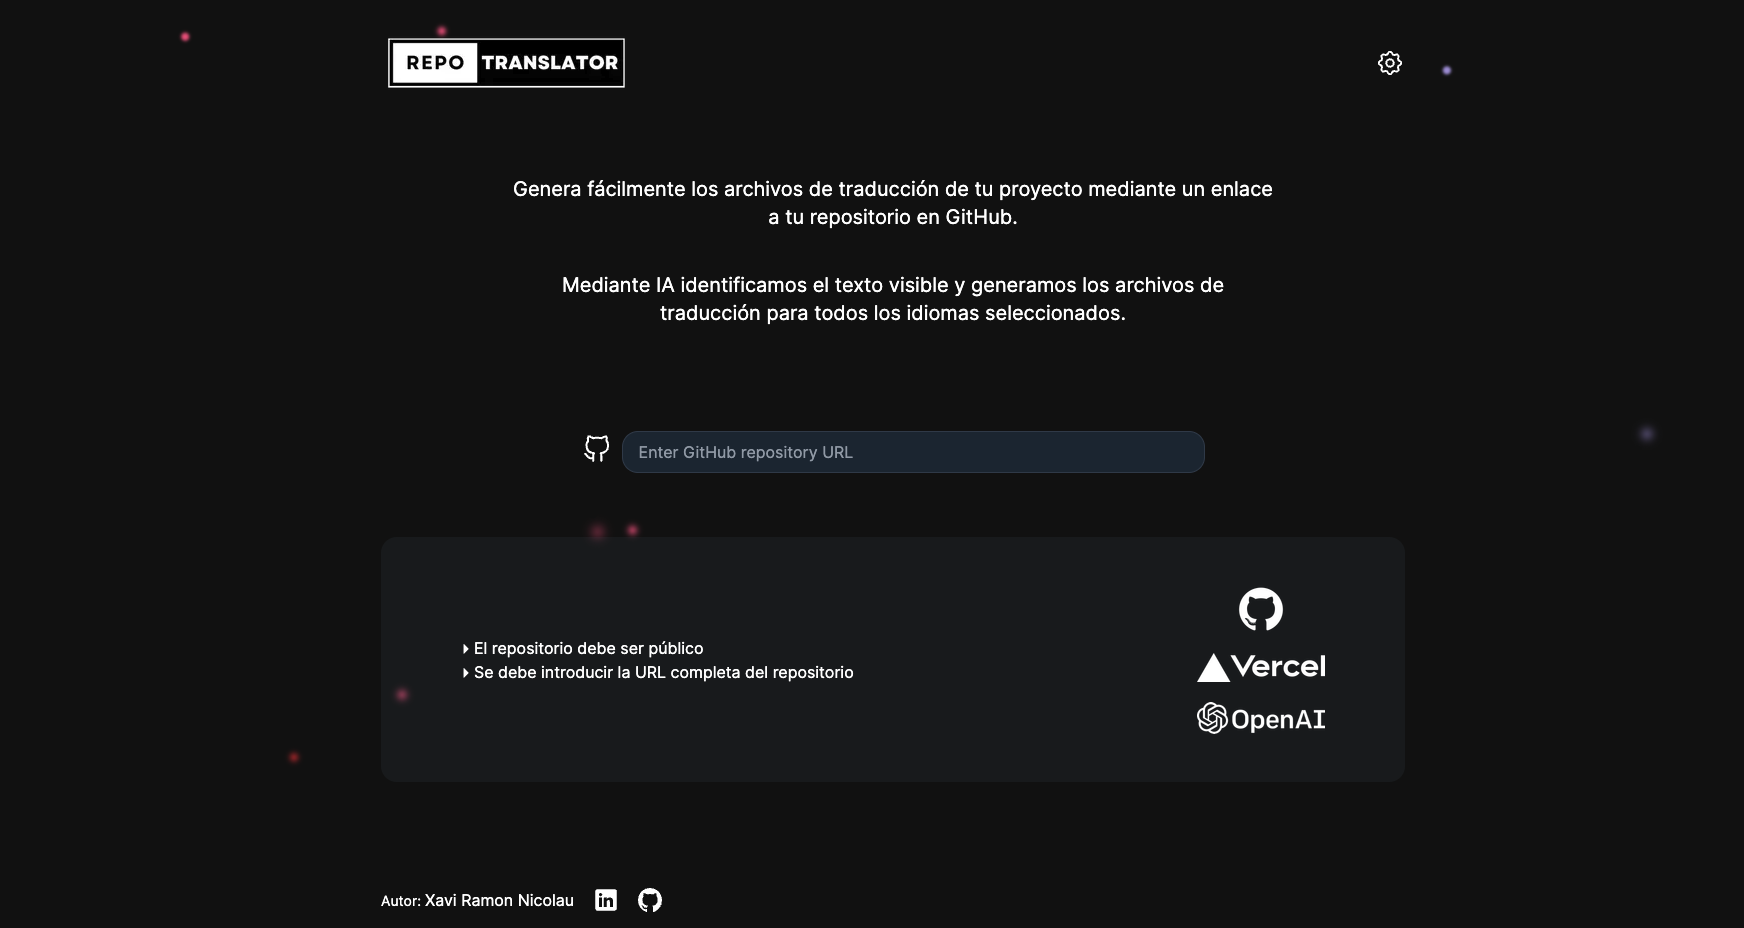 REPO TRANSLATOR
Genera fácilmente los archivos de traducción de tu proyecto mediante un enlace
a tu repositorio en GitHub.
Mediante IA identificamos el texto visible y generamos los archivos de
traducción para todos los idiomas seleccionados.
Enter GitHub repository URL
El repositorio debe ser público
Se debe introducir la URL completa del repositorio
Vercel
OpenAI
Autor: Xavi Ramon Nicolau in